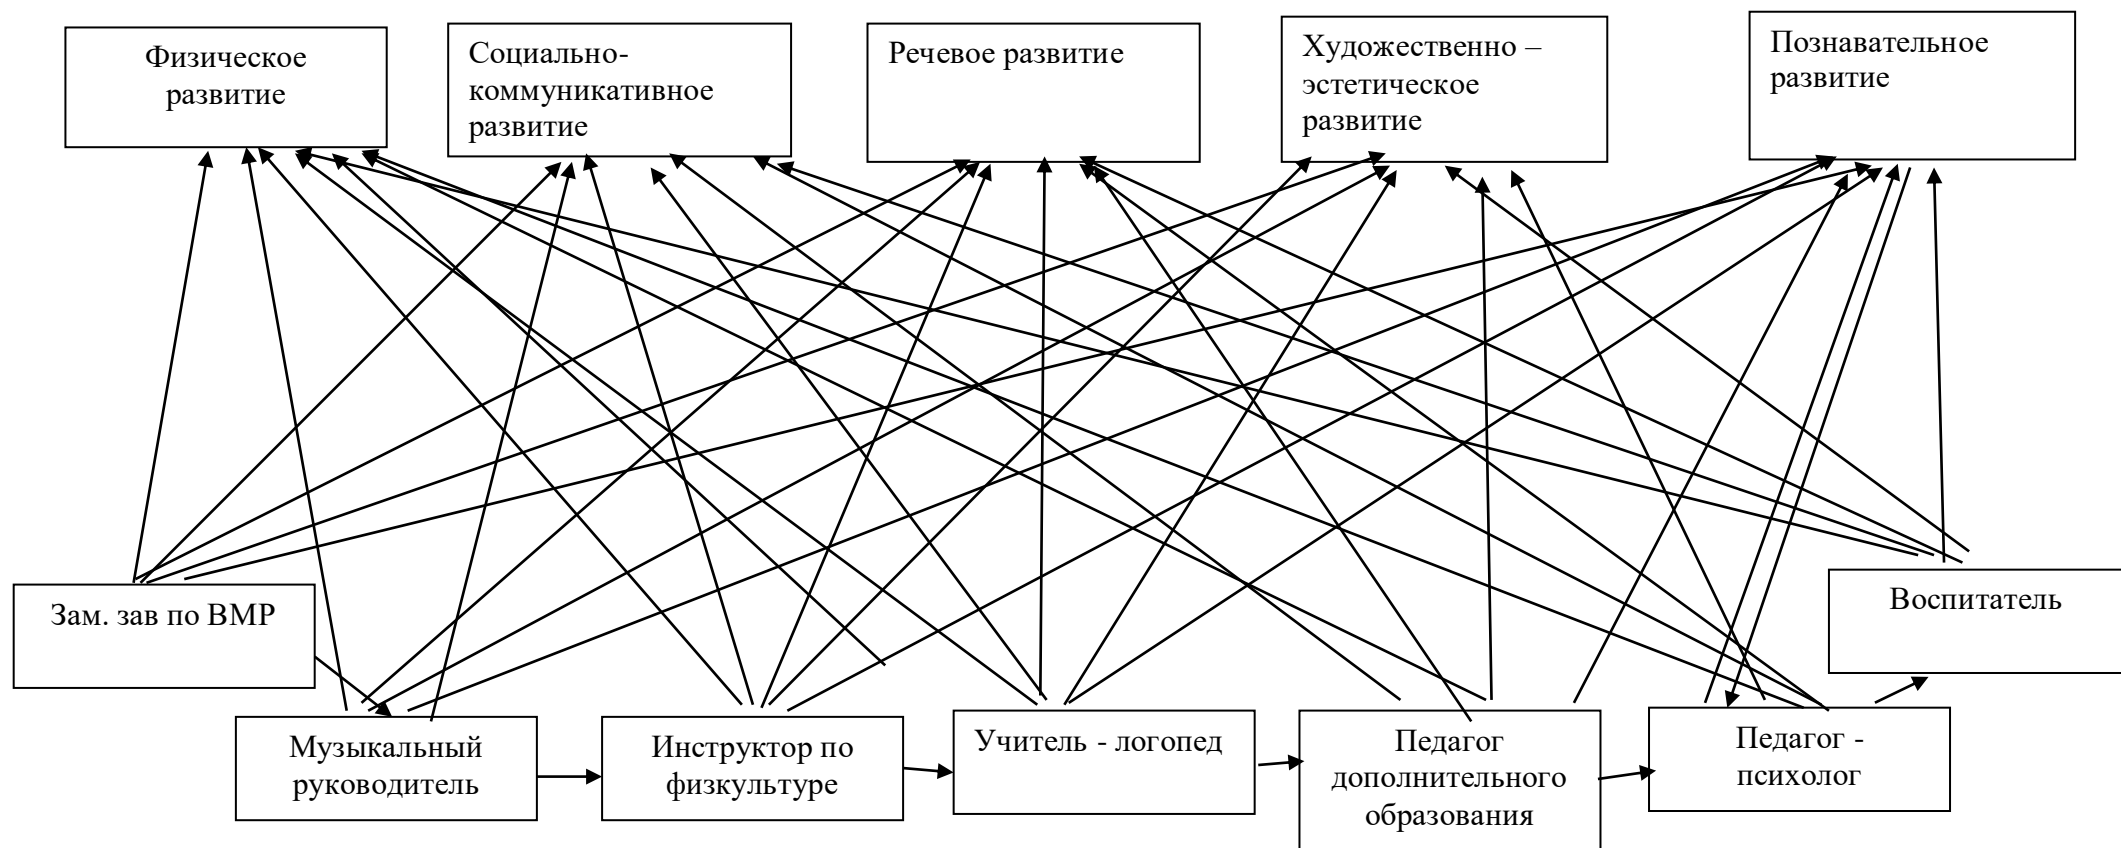 Физическое
развитие
Социально-
коммуникативное
развитие
Речевое развитие
Художественно –
эстетическое
развитие
Познавательное
развитие
Зам. зав по ВМР
Воспитатель
Музыкальный
руководитель
Инструктор по
физкультуре
Учитель - логопед
Педагог
дополнительного
образования
Педагог -
психолог